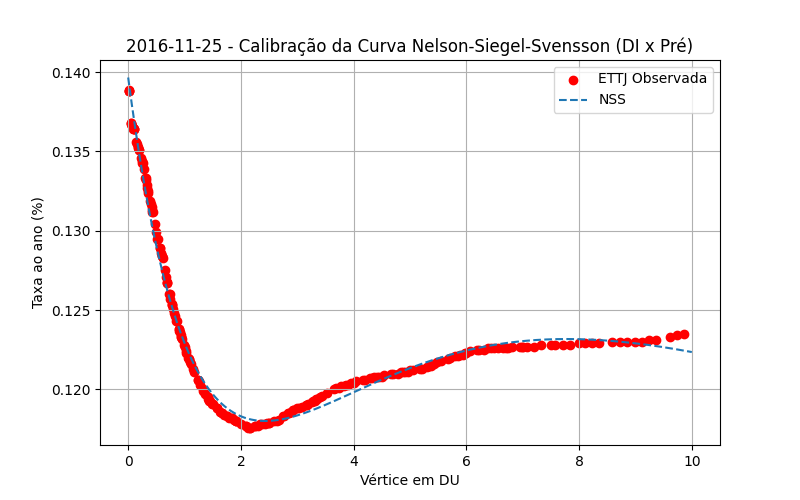 2016-11-25 - Calibração da Curva Nelson-Siegel-Svensson (DI x Pré)
ETTJ Observada
NSS
Taxa ao ano (%)
0.140
0.135
0.130
0.125
0.120
0 2 4 6 8 10
Vértice em DU